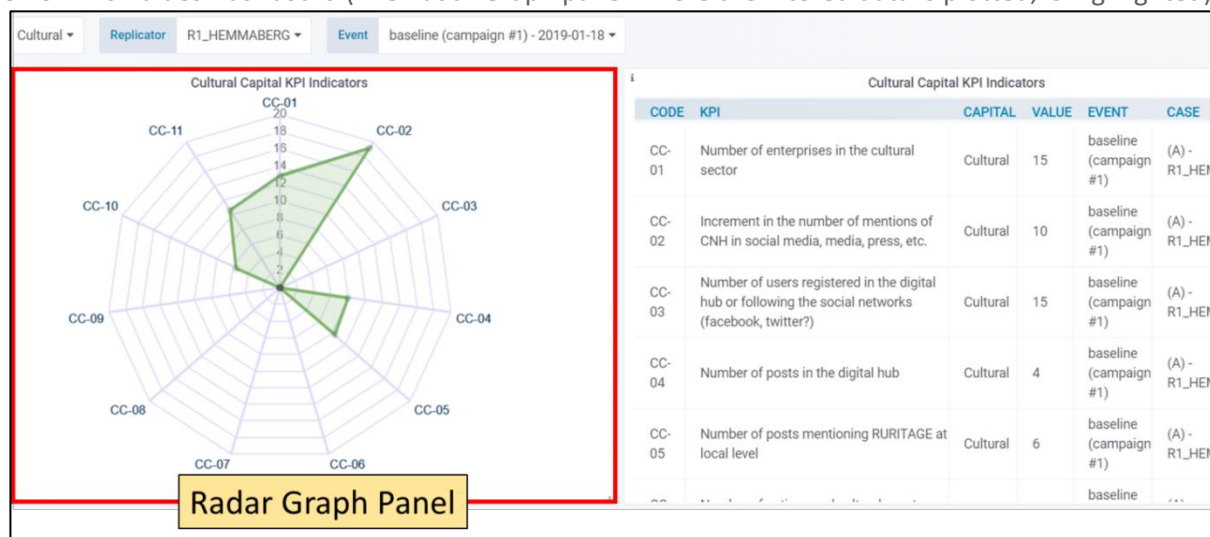 Cultural
Replicator
R1_HEMMABERG
Event
baseline (campaign #1) - 2019-01-18
Cultural Capital KPI Indicators
CC-01
20
18
16
14
12
10
8
6
4
2
CC-02
CC-03
CC-04
CC-05
CC-06
CC-07
CC-08
CC-09
CC-10
CC-11
Radar Graph Panel
i
Cultural Capital KPI Indicators
CODE KPI CAPITAL VALUE EVENT CASE
CC-
01
Number of enterprises in the cultural
sector
Cultural
15
baseline
(campaign
#1)
(A) -
R1_HEM
CC-
02
Increment in the number of mentions of
CNH in social media, media, press, etc.
Cultural
10
baseline
(campaign
#1)
(A) -
R1_HEM
CC-
03
Number of users registered in the digital
hub or following the social networks
(facebook, twitter?)
Cultural
15
baseline
(campaign
#1)
(A) -
R1_HEM
CC-
04
Number of posts in the digital hub
Cultural
4
baseline
(campaign
#1)
(A) -
R1_HEM
CC-
05
Number of posts mentioning RURITAGE at
local level
Cultural
6
baseline
(campaign
#1)
(A) -
R1_HEM
baseline